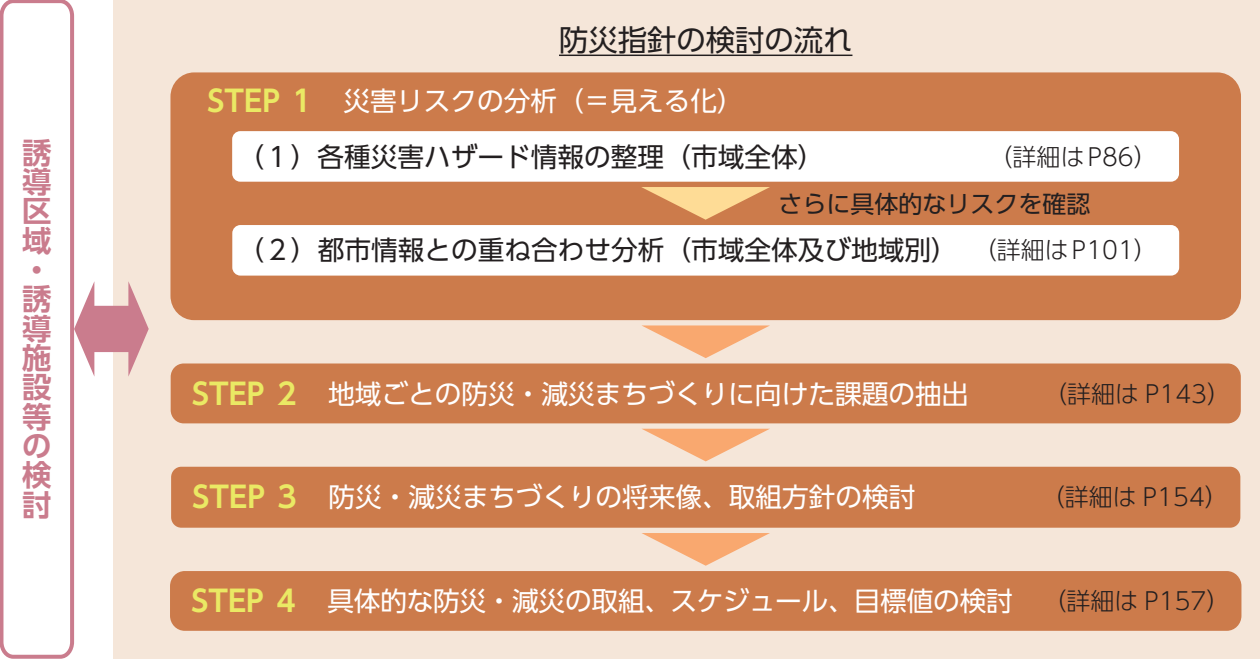 誘導区域・誘導施設等の検討
防災指針の検討の流れ
STEP 1 災害リスクの分析(=見える化)
(1)各種災害ハザード情報の整理(市域全体) (詳細はP86)
さらに具体的なリスクを確認
(2)都市情報との重ね合わせ分析(市域全体及び地域別) (詳細はP101)
STEP 2 地域ごとの防災・減災まちづくりに向けた課題の抽出 (詳細は P143)
STEP 3 防災・減災まちづくりの将来像、取組方針の検討 (詳細は P154)
STEP 4 具体的な防災・減災の取組、スケジュール、目標値の検討 (詳細は P157)